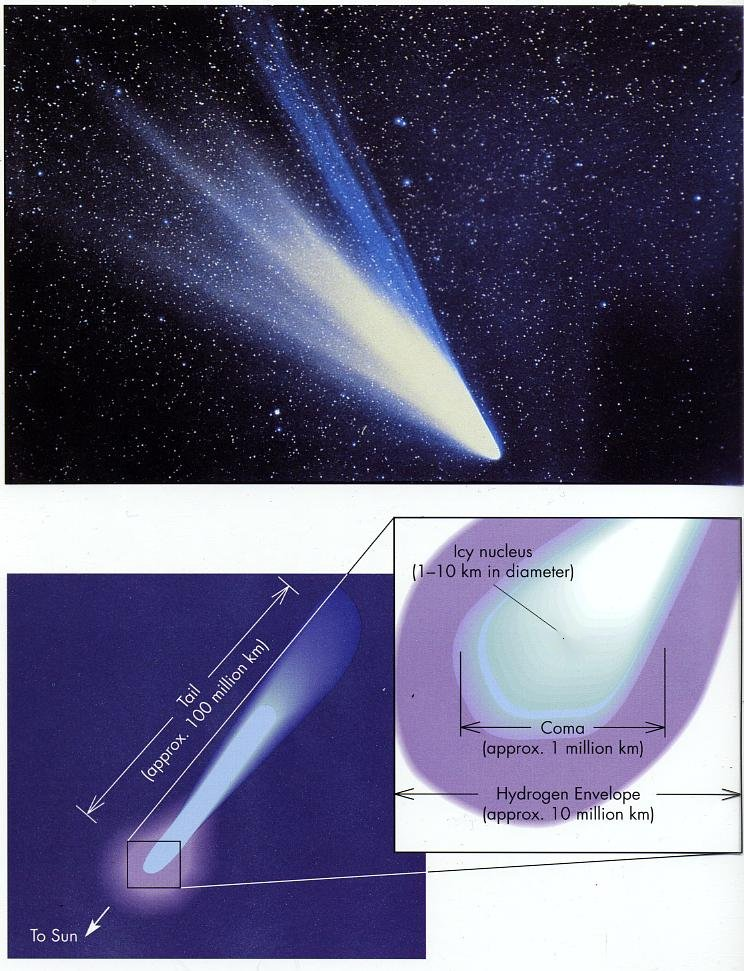 Icy nucleus
(1–10 km in diameter)
Tail
(approx. 100 million km)
Coma
(approx. 1 million km)
Hydrogen Envelope
(approx. 10 million km)
To Sun